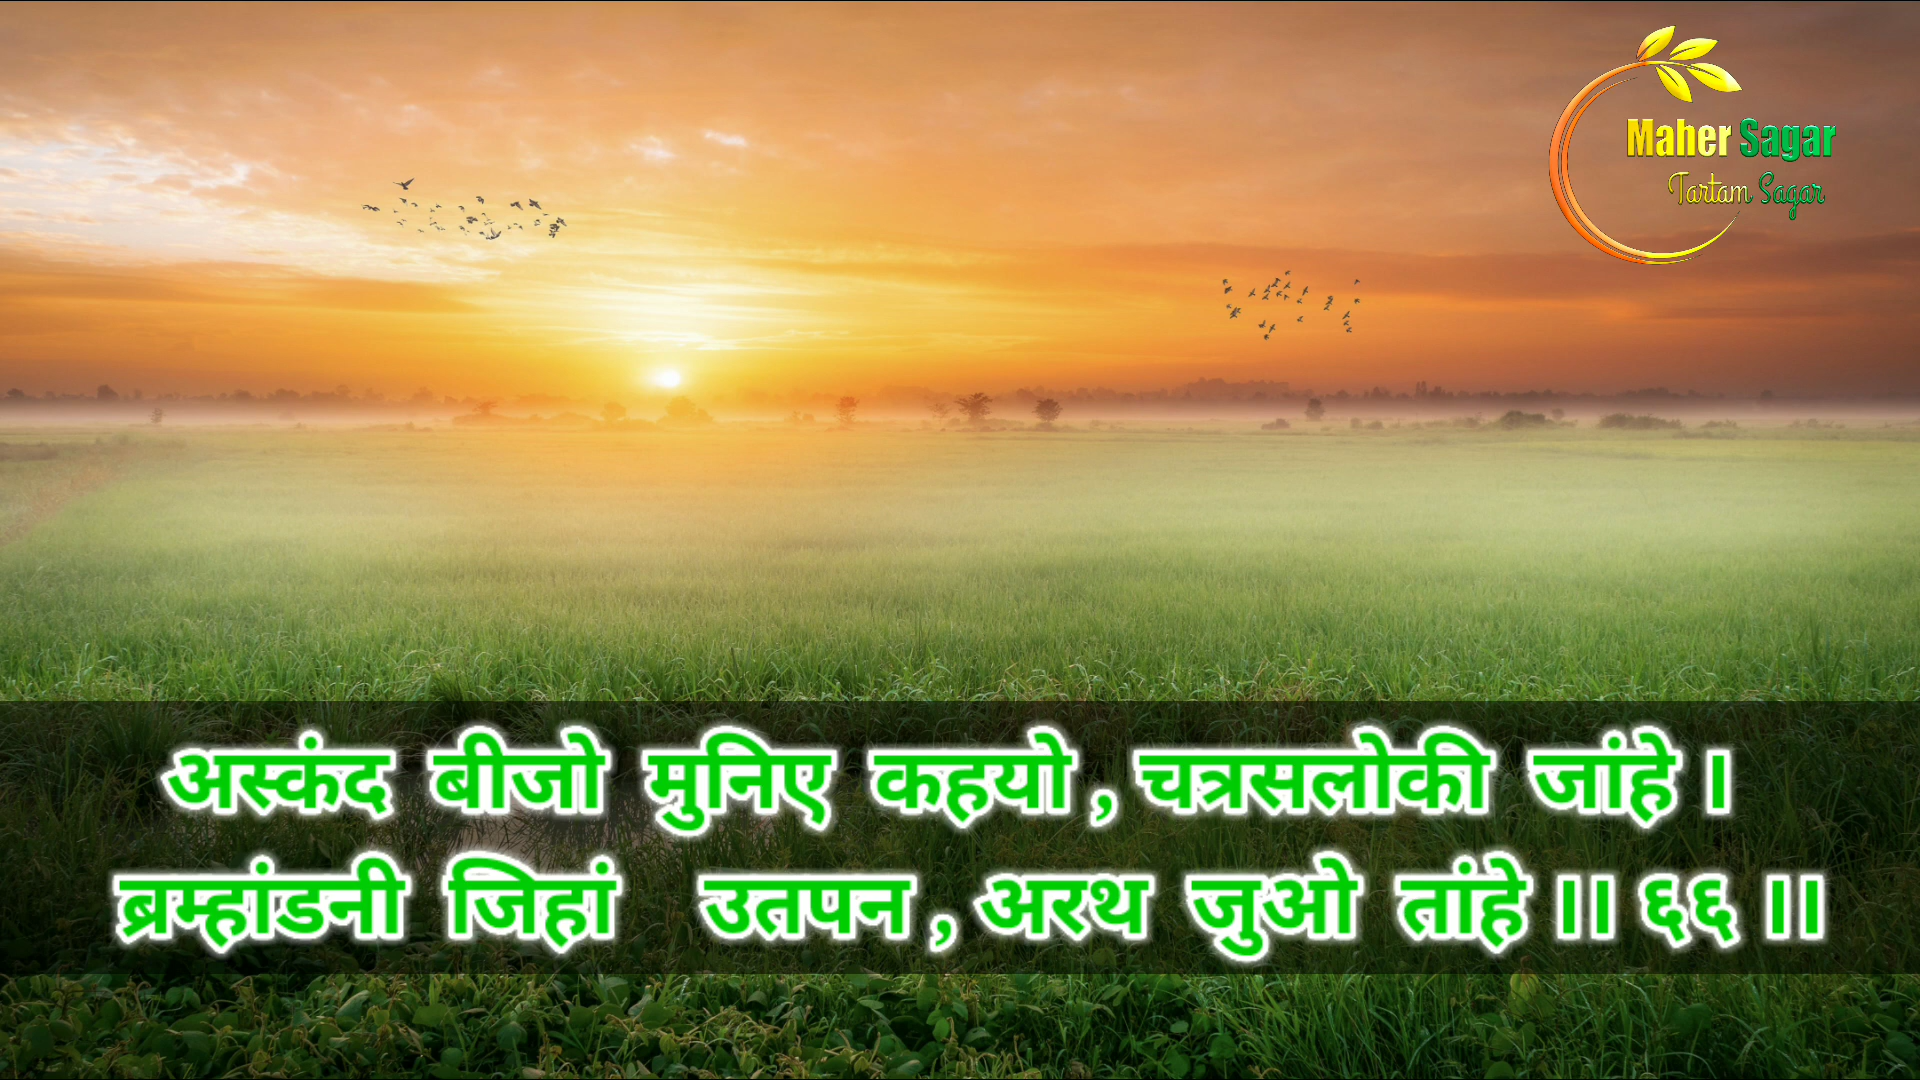 Maher Sagar
Tartam Sagar
अस्कंद बीजो मुनिए कहयो , चत्रसलोकी जांहे ।
ब्रम्हांडनी जिहां उतपन , अरथ जुओ तांहे ।। ६६ ।।